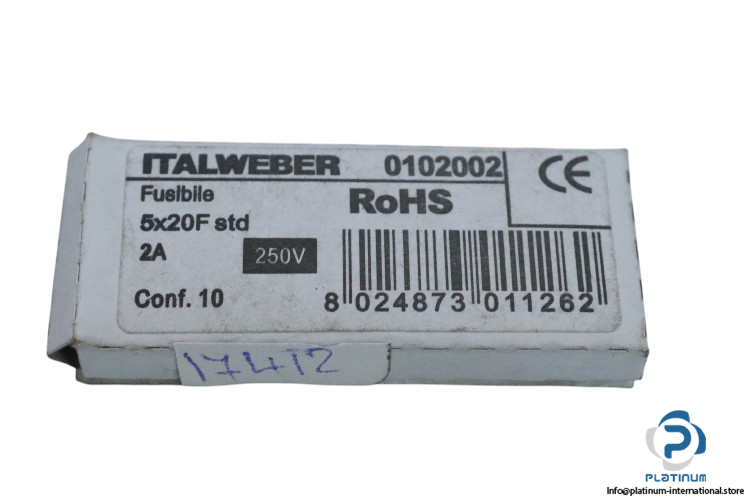 ITALWEBER 0102002
CE
Fusibile
RoHS
5x20F std
2A
250V
Conf. 10
8 024873 011262
17412
PLATINUM
Info@platinum-international.store